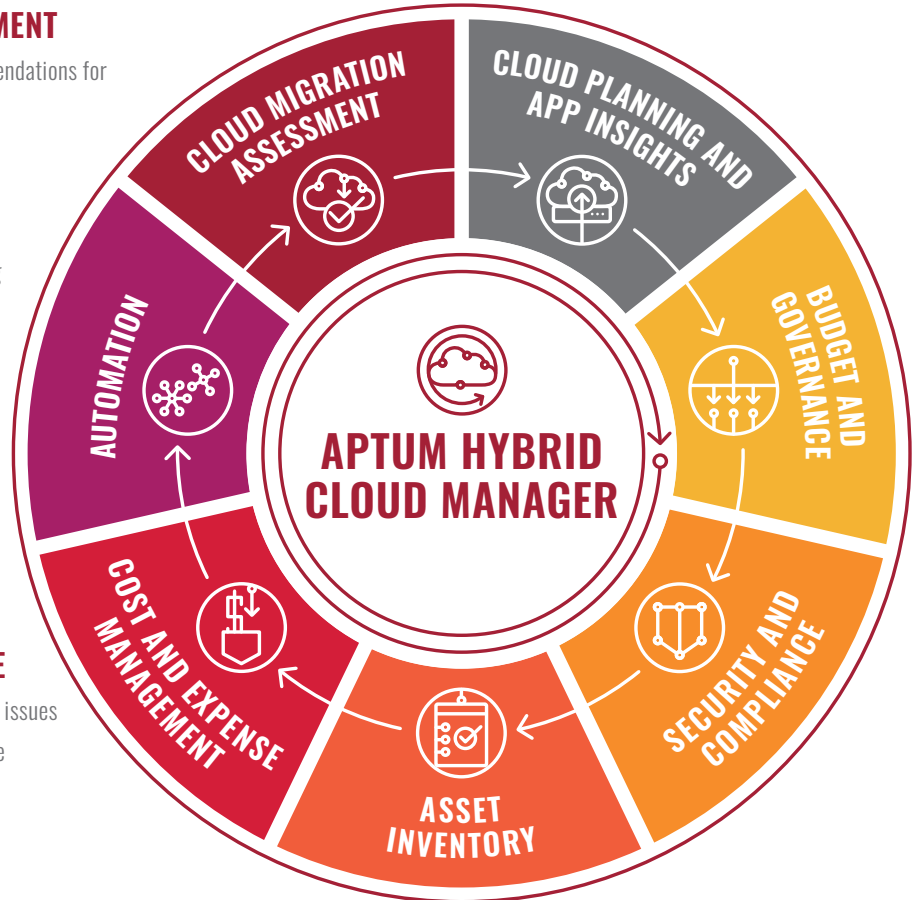 endations for
issues
CLOUD MIGRATION
ASSESSMENT
CLOUD PLANNING AND
APP INSIGHTS
BUDGET AND
GOVERNANCE
SECURITY AND
COMPLIANCE
ASSET
INVENTORY
COST AND EXPENSE
MANAGEMENT
AUTOMATION
APTUM HYBRID
CLOUD MANAGER